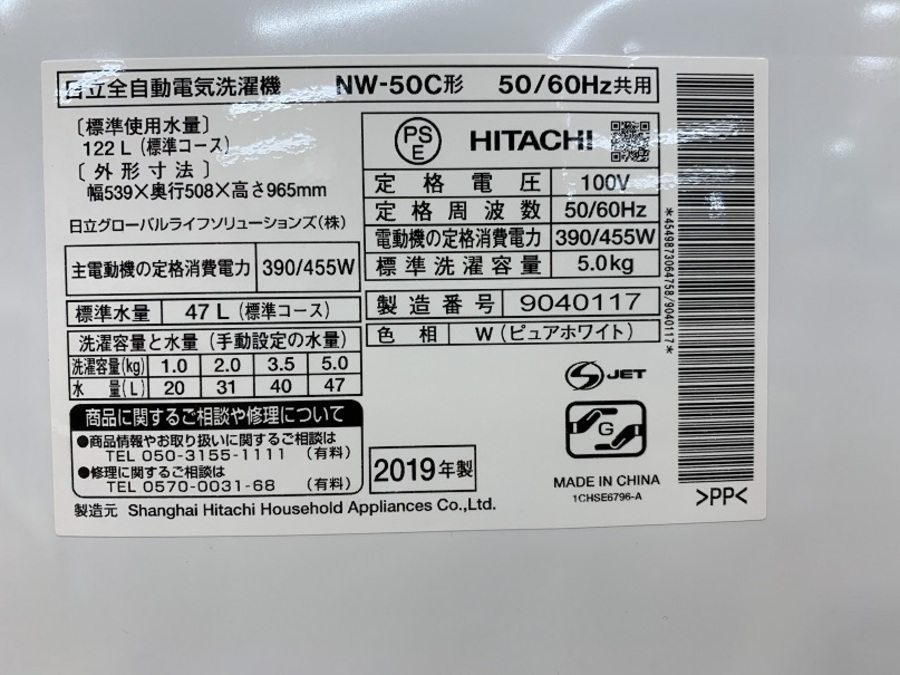 日立全自動電気洗濯機 NW-50C形 50/60Hz共用
〔標準使用水量〕
122 L (標準コース)
〔外形寸法〕
幅539×奥行508×高さ965mm
日立グローバルライフソリューションズ(株)
主電動機の定格消費電力 390/455W
標準水量 47 L (標準コース)
洗濯容量と水量 (手動設定の水量)
洗濯容量(kg) 1.0 2.0 3.5 5.0
水 量(L) 20 31 40 47
商品に関するご相談や修理について
●商品情報やお取り扱いに関するご相談は
TEL 050-3155-1111 (有料)
●修理に関するご相談は
TEL 0570-0031-68 (有料)
製造元 Shanghai Hitachi Household Appliances Co.,Ltd.
PSE HITACHI
定格電圧 100V
定格周波数 50/60Hz
電動機の定格消費電力 390/455W
標準洗濯容量 5.0kg
製造番号 9040117
色相 W (ピュアホワイト)
S JET
G
2019年製
MADE IN CHINA
1CHSE6796-A
*4549873064758/9040117*
>PP<